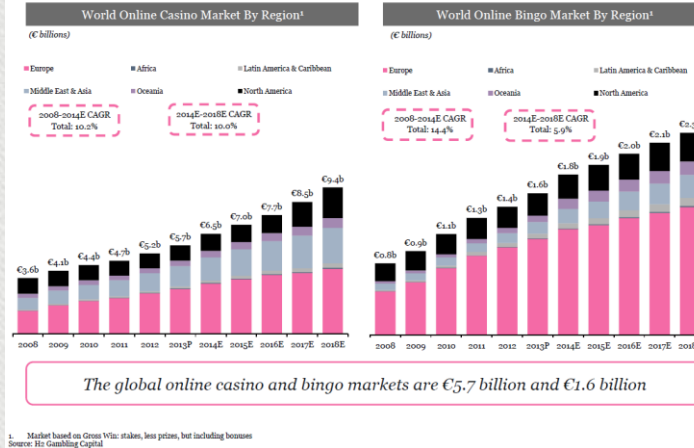 World Online Casino Market By Region¹
(€ billions)
Europe Africa Latin America & Caribbean
Middle East & Asia Oceania North America
2008-2014E CAGR
Total: 10.2%
2014E-2018E CAGR
Total: 10.0%
€3.6b €4.1b €4.4b €4.7b €5.2b €5.7b €6.5b €7.0b €7.7b €8.5b €9.4b
2008 2009 2010 2011 2012 2013P 2014E 2015E 2016E 2017E 2018E
World Online Bingo Market By Region¹
(€ billions)
Europe Africa Latin America & Caribbean
Middle East & Asia Oceania North America
2008-2014E CAGR
Total: 14.4%
2014E-2018E CAGR
Total: 5.9%
€0.8b €0.9b €1.1b €1.3b €1.4b €1.6b €1.8b €1.9b €2.0b €2.1b
2008 2009 2010 2011 2012 2013P 2014E 2015E 2016E 2017E
The global online casino and bingo markets are €5.7 billion and €1.6 billion
1. Market based on Gross Win: stakes, less prizes, but including bonuses
Source: H2 Gambling Capital